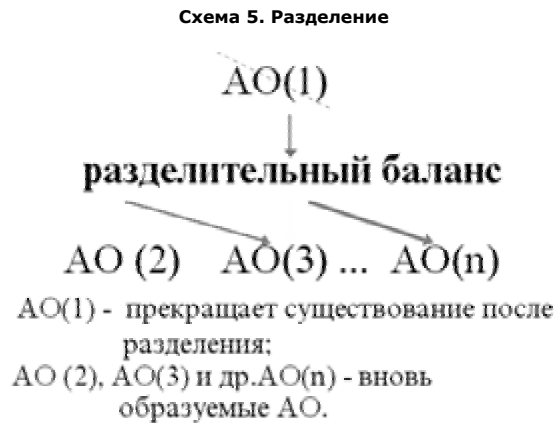 Схема 5. Разделение
АО(1)
разделительный баланс
АО (2) АО(3) ... АО(n)
АО(1) - прекращает существование после
разделения;
АО (2), АО(3) и др.АО(n) - вновь
образуемые АО.